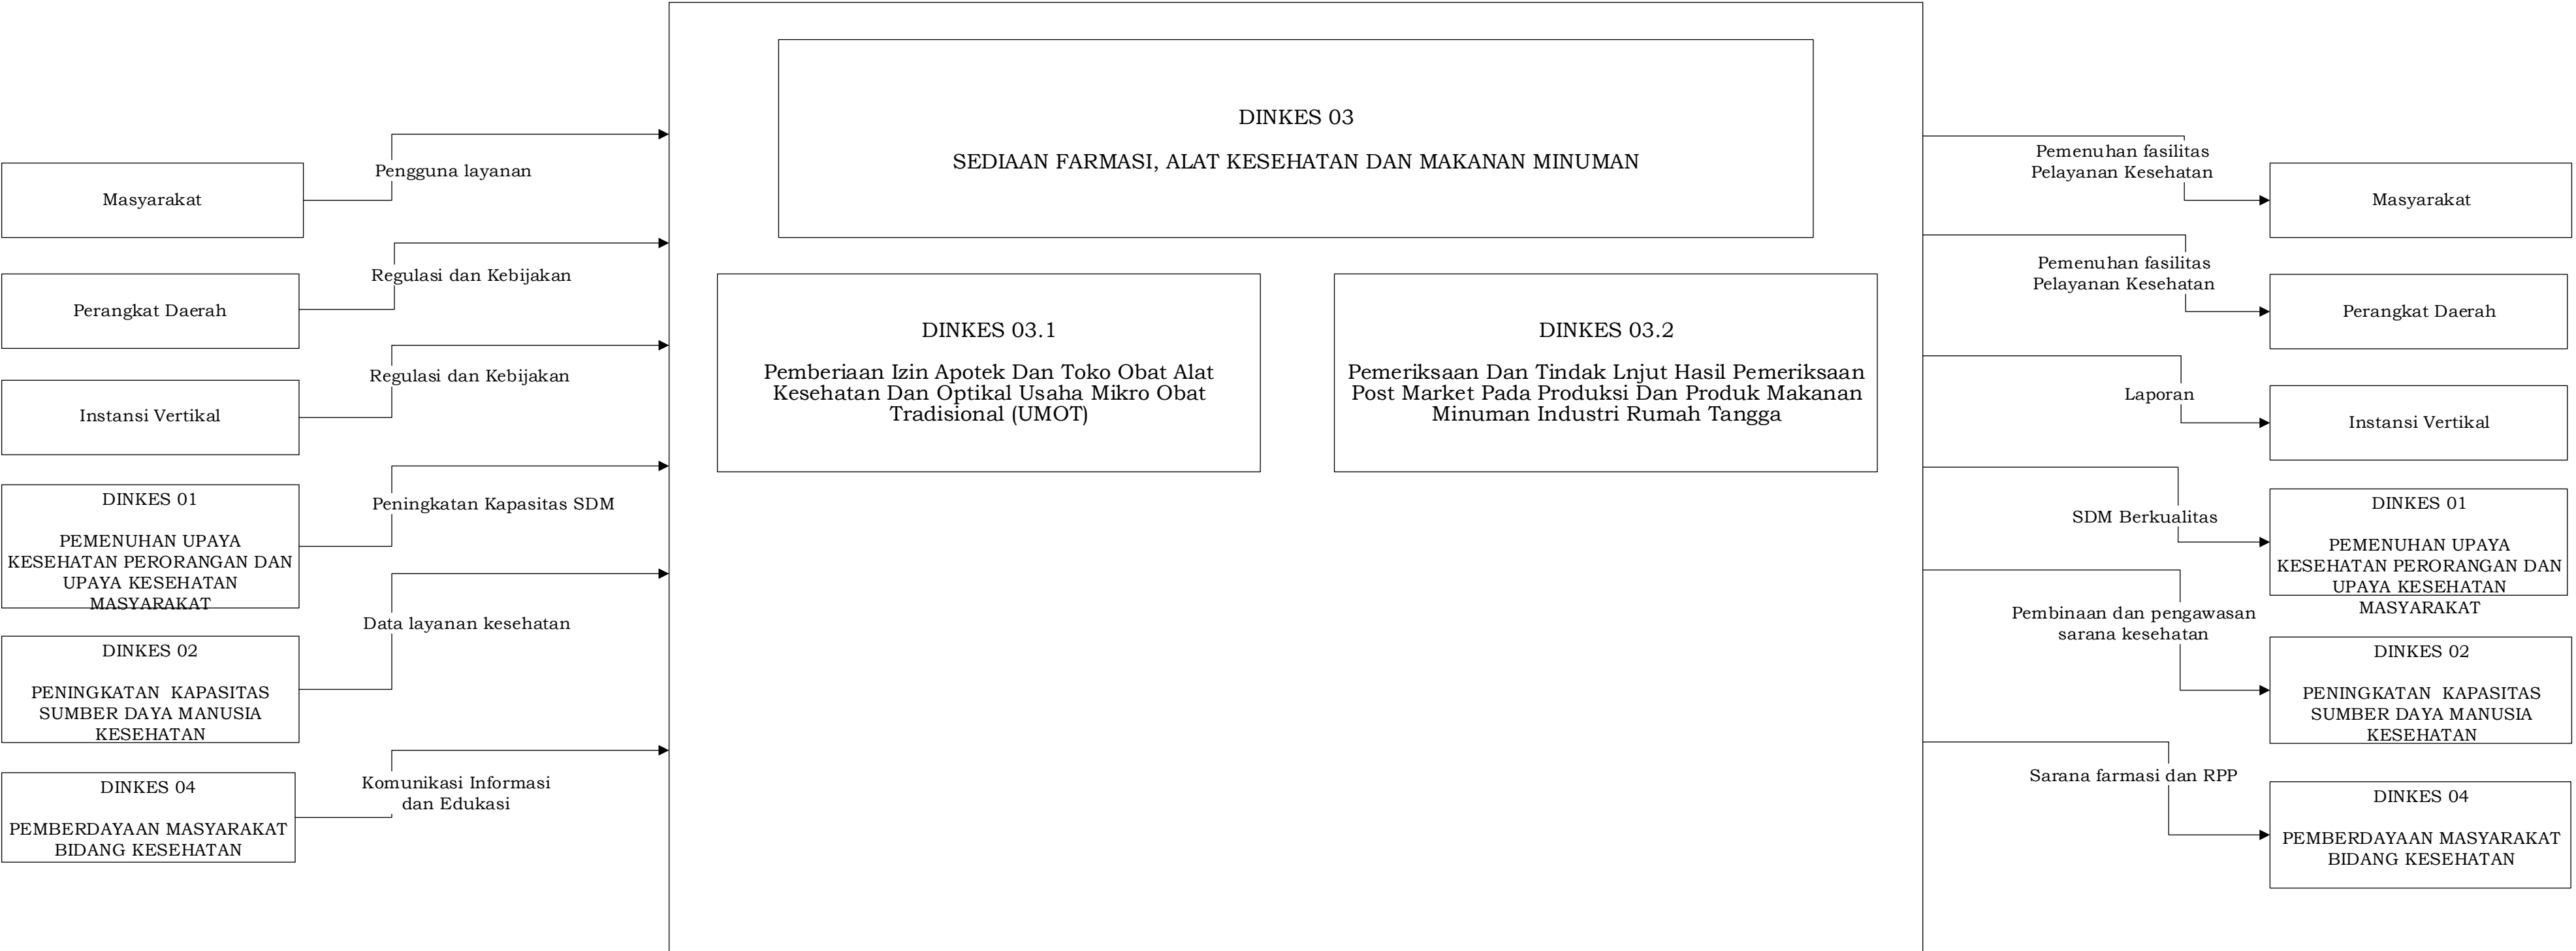 DINKES 03
SEDIAAN FARMASI, ALAT KESEHATAN DAN MAKANAN MINUMAN
DINKES 03.1
Pemberiaan Izin Apotek Dan Toko Obat Alat
Kesehatan Dan Optikal Usaha Mikro Obat
Tradisional (UMOT)
DINKES 03.2
Pemeriksaan Dan Tindak Lnjut Hasil Pemeriksaan
Post Market Pada Produksi Dan Produk Makanan
Minuman Industri Rumah Tangga
Masyarakat
Pengguna layanan
Perangkat Daerah
Regulasi dan Kebijakan
Instansi Vertikal
Regulasi dan Kebijakan
DINKES 01
PEMENUHAN UPAYA
KESEHATAN PERORANGAN DAN
UPAYA KESEHATAN
MASYARAKAT
Peningkatan Kapasitas SDM
DINKES 02
PENINGKATAN  KAPASITAS
SUMBER DAYA MANUSIA
KESEHATAN
Data layanan kesehatan
DINKES 04
PEMBERDAYAAN MASYARAKAT
BIDANG KESEHATAN
Komunikasi Informasi
dan Edukasi
Pemenuhan fasilitas
Pelayanan Kesehatan
Masyarakat
Pemenuhan fasilitas
Pelayanan Kesehatan
Perangkat Daerah
Laporan
Instansi Vertikal
SDM Berkualitas
DINKES 01
PEMENUHAN UPAYA
KESEHATAN PERORANGAN DAN
UPAYA KESEHATAN
MASYARAKAT
Pembinaan dan pengawasan
sarana kesehatan
DINKES 02
PENINGKATAN  KAPASITAS
SUMBER DAYA MANUSIA
KESEHATAN
Sarana farmasi dan RPP
DINKES 04
PEMBERDAYAAN MASYARAKAT
BIDANG KESEHATAN